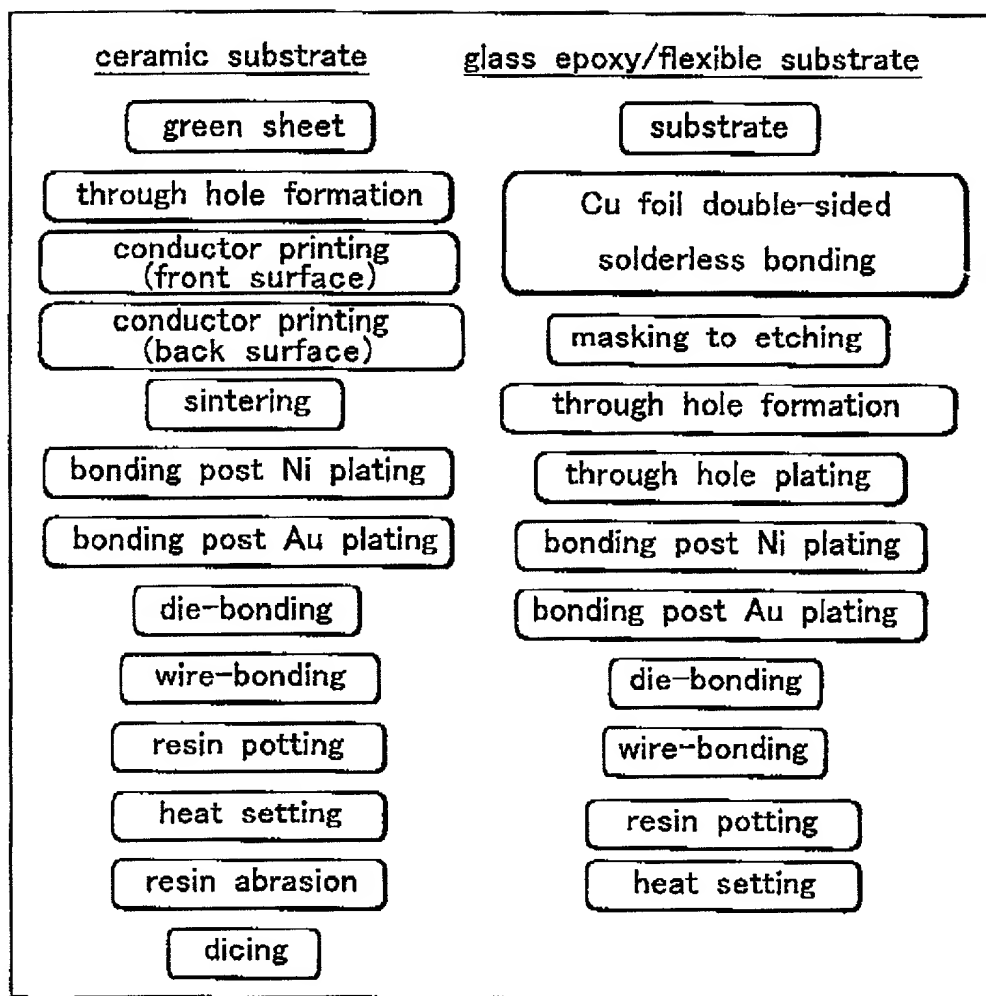 ceramic substrate
green sheet
through hole formation
conductor printing
(front surface)
conductor printing
(back surface)
sintering
bonding post Ni plating
bonding post Au plating
die-bonding
wire-bonding
resin potting
heat setting
resin abrasion
dicing
glass epoxy/flexible substrate
substrate
Cu foil double-sided
solderless bonding
masking to etching
through hole formation
through hole plating
bonding post Ni plating
bonding post Au plating
die-bonding
wire-bonding
resin potting
heat setting